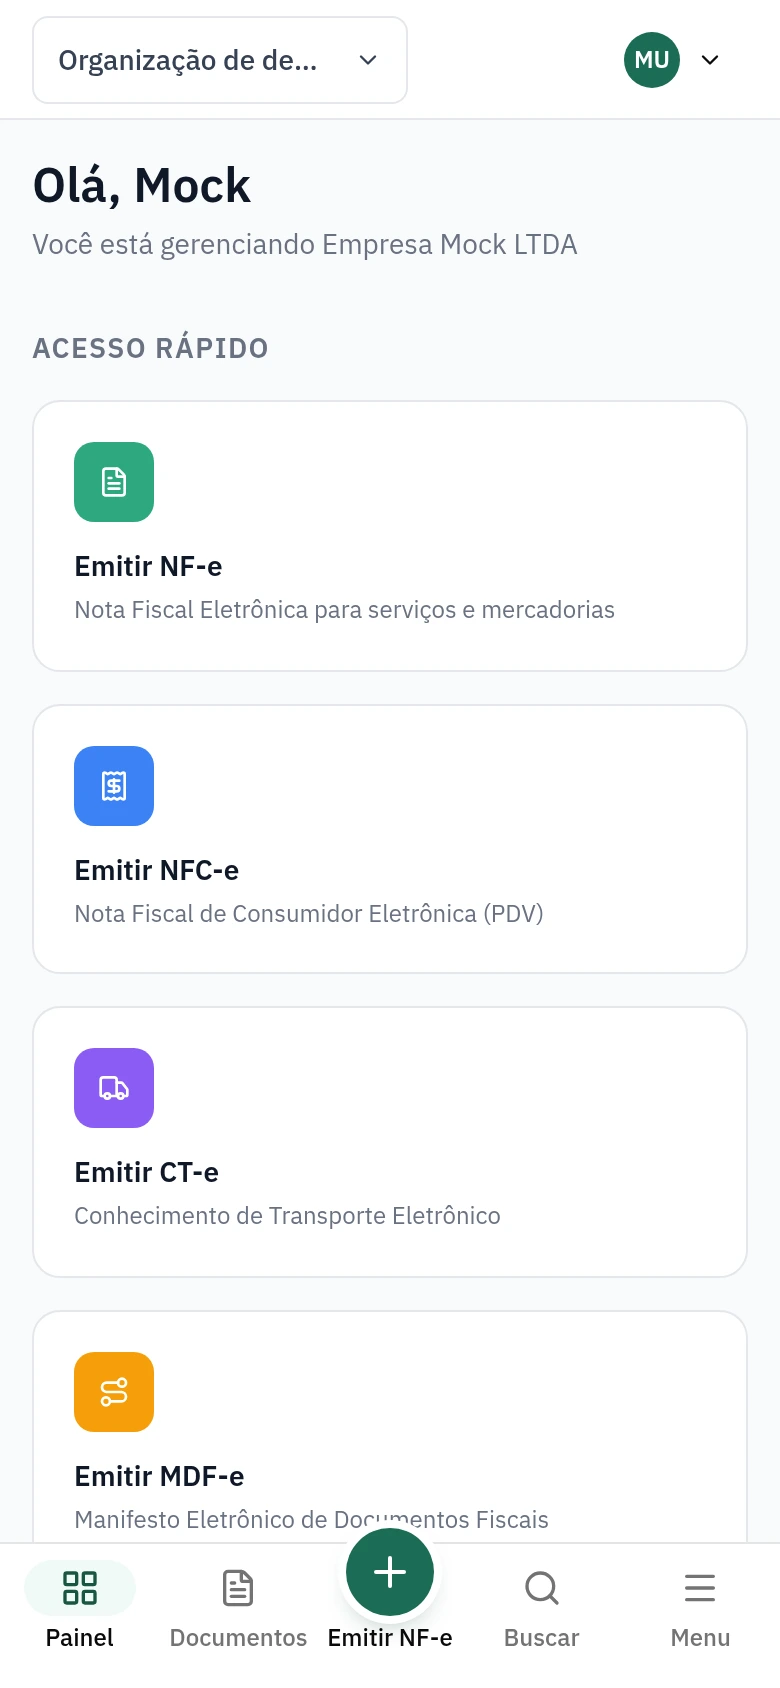 Organização de de...
MU
Olá, Mock
Você está gerenciando Empresa Mock LTDA
ACESSO RÁPIDO
Emitir NF-e
Nota Fiscal Eletrônica para serviços e mercadorias
Emitir NFC-e
Nota Fiscal de Consumidor Eletrônica (PDV)
Emitir CT-e
Conhecimento de Transporte Eletrônico
Emitir MDF-e
Manifesto Eletrônico de Documentos Fiscais
Painel
Documentos
Emitir NF-e
Buscar
Menu